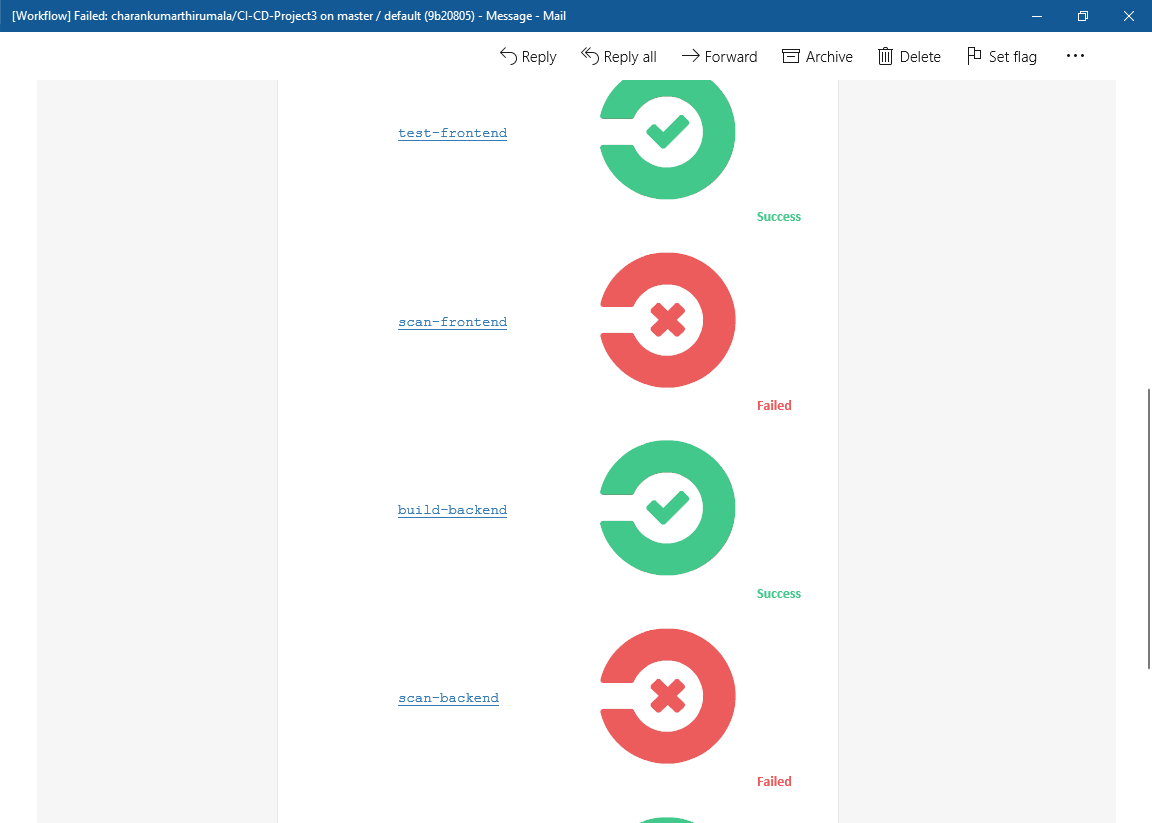 [Workflow] Failed: charankumarthirumala/CI-CD-Project3 on master / default (9b20805) - Message - Mail
Reply Reply all Forward Archive Delete Set flag
test-frontend
Success
scan-frontend
Failed
build-backend
Success
scan-backend
Failed